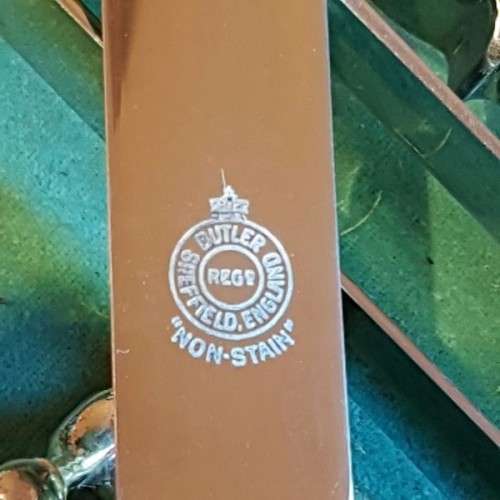 BUTLER
REGD
SHEFFIELD, ENGLAND
"NON-STAIN"